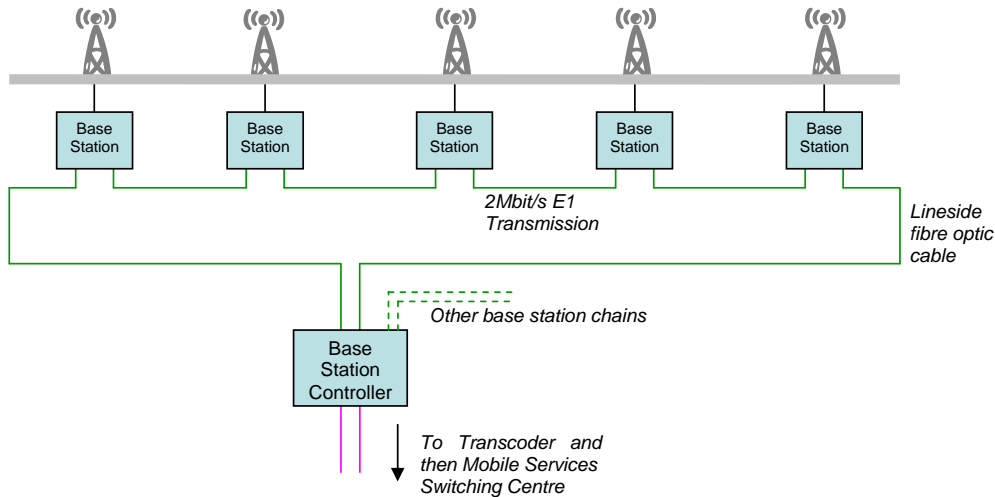 Base
Station
Base
Station
Base
Station
Base
Station
Base
Station
2Mbit/s E1
Transmission
Lineside
fibre optic
cable
Other base station chains
Base
Station
Controller
To Transcoder and
then Mobile Services
Switching Centre